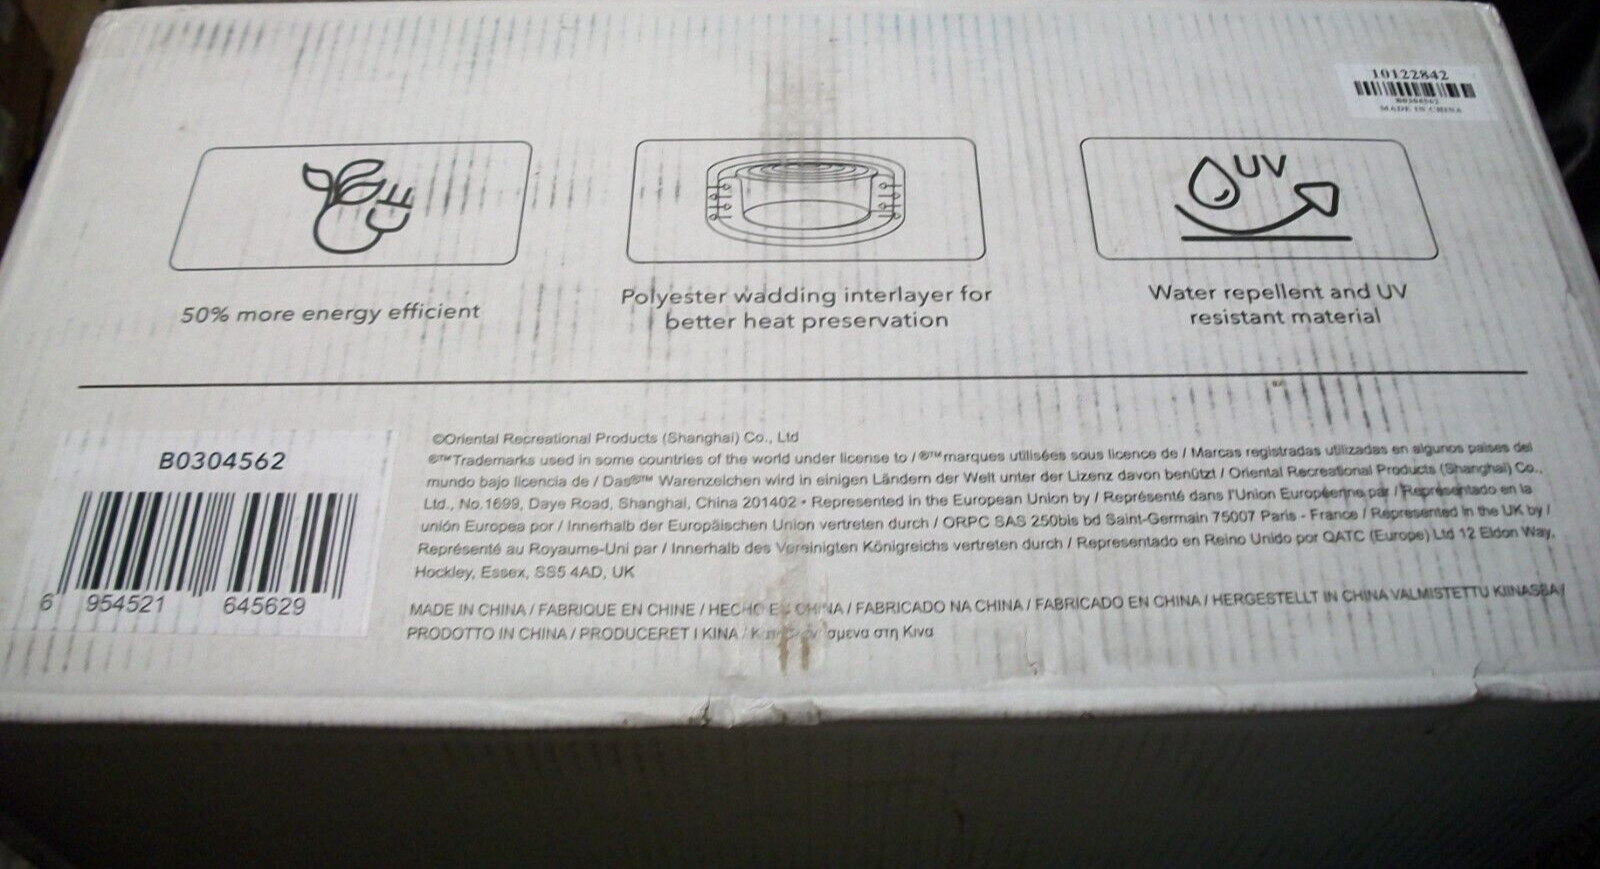 10122842
B0304562
MADE IN CHINA
UV
50% more energy efficient
Polyester wadding interlayer for
better heat preservation
Water repellent and UV
resistant material
B0304562
6 954521 645629
©Oriental Recreational Products (Shanghai) Co., Ltd
®™Trademarks used in some countries of the world under license to / ®™marques utilisées sous licence de / Marcas registradas utilizadas en algunos países del
mundo bajo licencia de / Das®™ Warenzeichen wird in einigen Ländern der Welt unter der Lizenz davon benützt / Oriental Recreational Products (Shanghai) Co.,
Ltd., No.1699, Daye Road, Shanghai, China 201402 • Represented in the European Union by / Représenté dans l'Union Européenne par / Representado en la
unión Europea por / Innerhalb der Europäischen Union vertreten durch / ORPC SAS 250bis bd Saint-Germain 75007 Paris - France / Represented in the UK by /
Représenté au Royaume-Uni par / Innerhalb des Vereinigten Königreichs vertreten durch / Representado en Reino Unido por QATC (Europe) Ltd 12 Eldon Way,
Hockley, Essex, SS5 4AD, UK
MADE IN CHINA / FABRIQUE EN CHINE / HECHO EN CHINA / FABRICADO NA CHINA / FABRICADO EN CHINA / HERGESTELLT IN CHINA VALMISTETTU KIINASBA /
PRODOTTO IN CHINA / PRODUCERET I KINA / στη Κινα